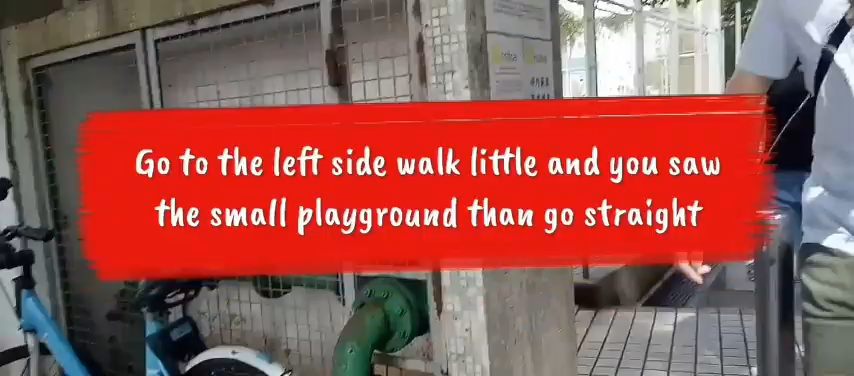 Go to the left side walk little and you saw
the small playground than go straight